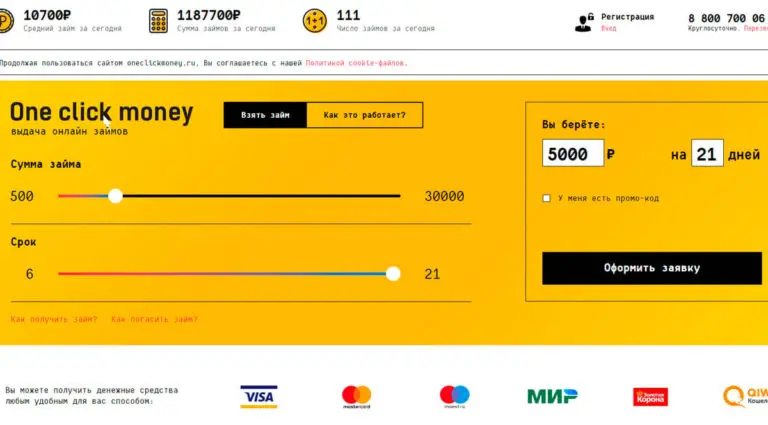 10700₽
Средний займ за сегодня
1187700₽
Сумма займов за сегодня
1+1
111
Число займов за сегодня
Регистрация
Вход
8 800 700 06
Круглосуточно.
Продолжая пользоваться сайтом oneclickmoney.ru, Вы соглашаетесь с нашей Политикой cookie-файлов.
One click money
выдача онлайн займов
Взять займ
Как это работает?
Сумма займа
500
30000
Срок
6
21
Как получить займ? Как погасить займ?
Вы берёте:
5000 ₽ на 21 дней
У меня есть промо-код
Оформить заявку
Вы можете получить денежные средства
любым удобным для вас способом:
VISA
mastercard
maestro
МИР
Золотая
Корона
QIW
Кошел